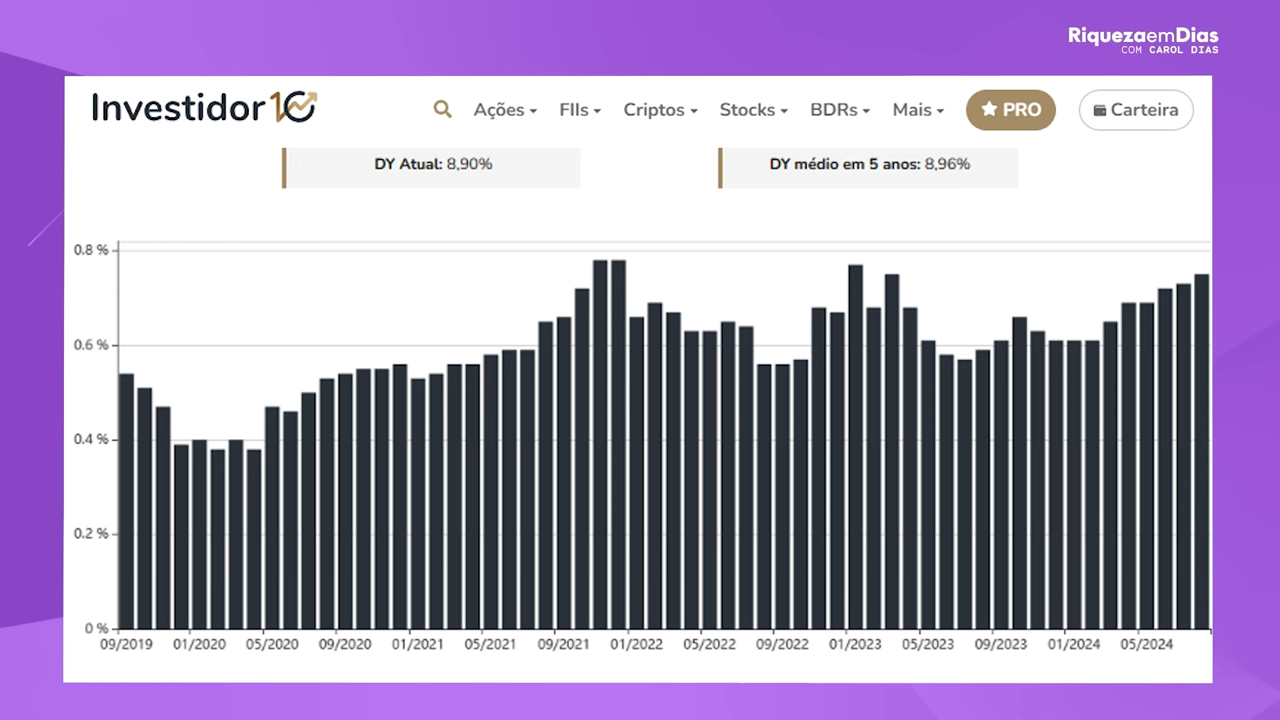 RiquezaemDias
COM CAROL DIAS
Investidor 10
Ações
FIIs
Criptos
Stocks
BDRs
Mais
PRO
Carteira
DY Atual: 8,90%
DY médio em 5 anos: 8,96%
0.8 %
0.6 %
0.4 %
0.2 %
0 %
09/2019 01/2020 05/2020 09/2020 01/2021 05/2021 09/2021 01/2022 05/2022 09/2022 01/2023 05/2023 09/2023 01/2024 05/2024